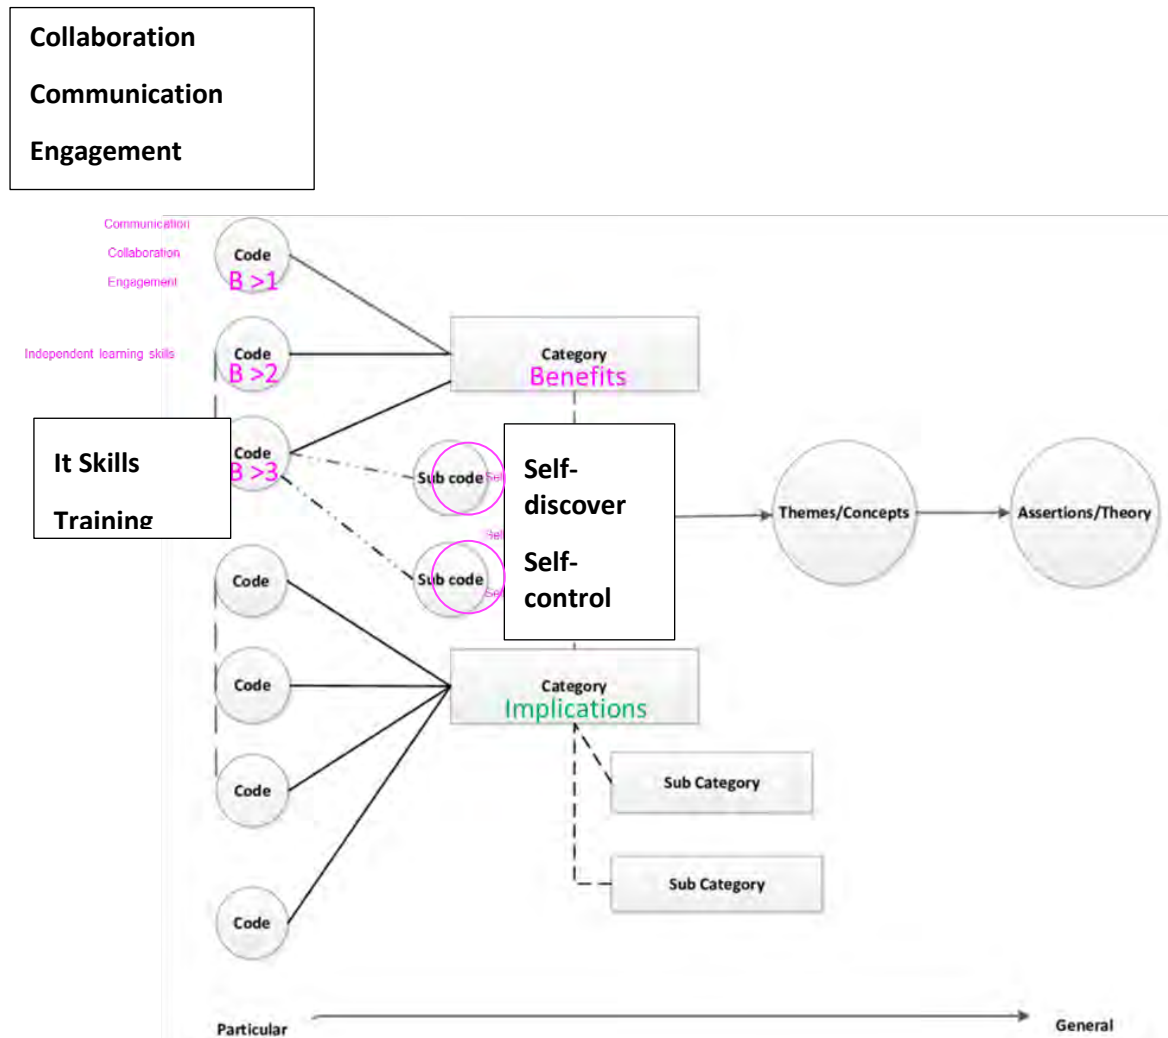 Collaboration
Communication
Engagement
Communication
Collaboration
Engagement
Code
B >1
Independent learning skills
Code
B >2
Category
Benefits
It Skills
Training
Code
B >3
Sub code
Self-
discover
Self-
control
Sub code
Themes/Concepts
Assertions/Theory
Code
Code
Category
Implications
Code
Sub Category
Sub Category
Code
Particular
General